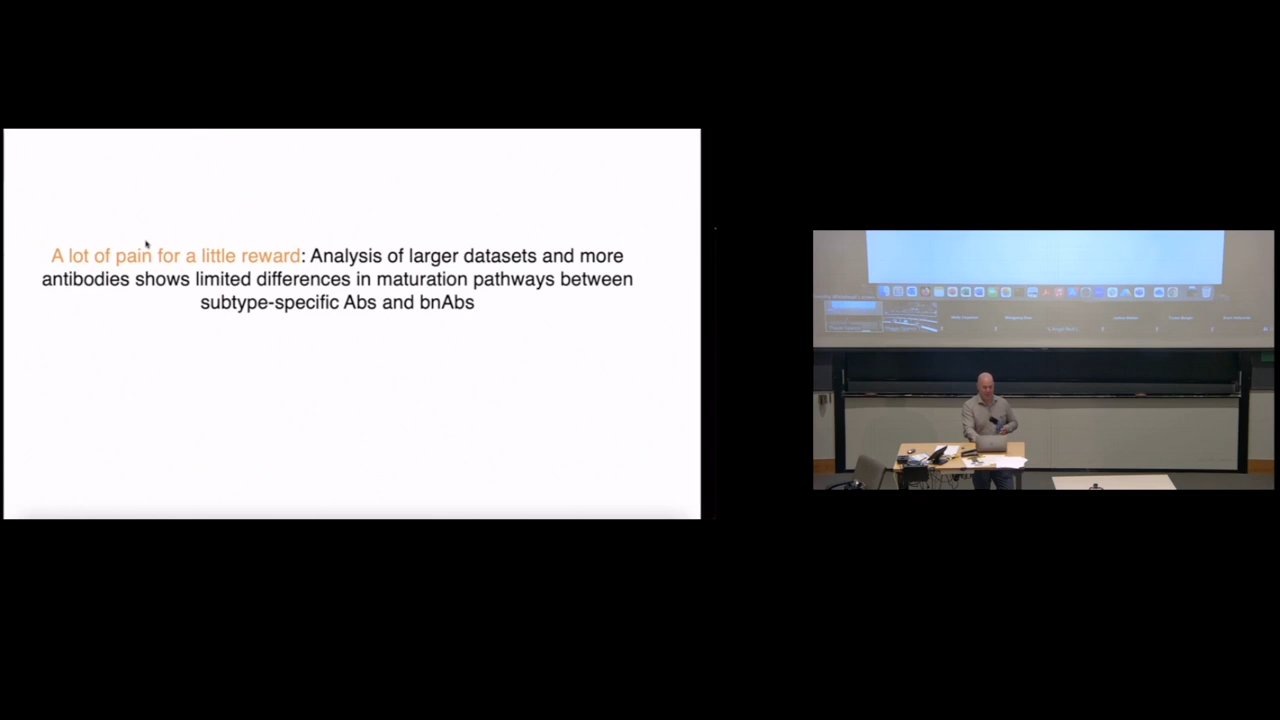 A lot of pain for a little reward: Analysis of larger datasets and more
antibodies shows limited differences in maturation pathways between
subtype-specific Abs and bnAbs